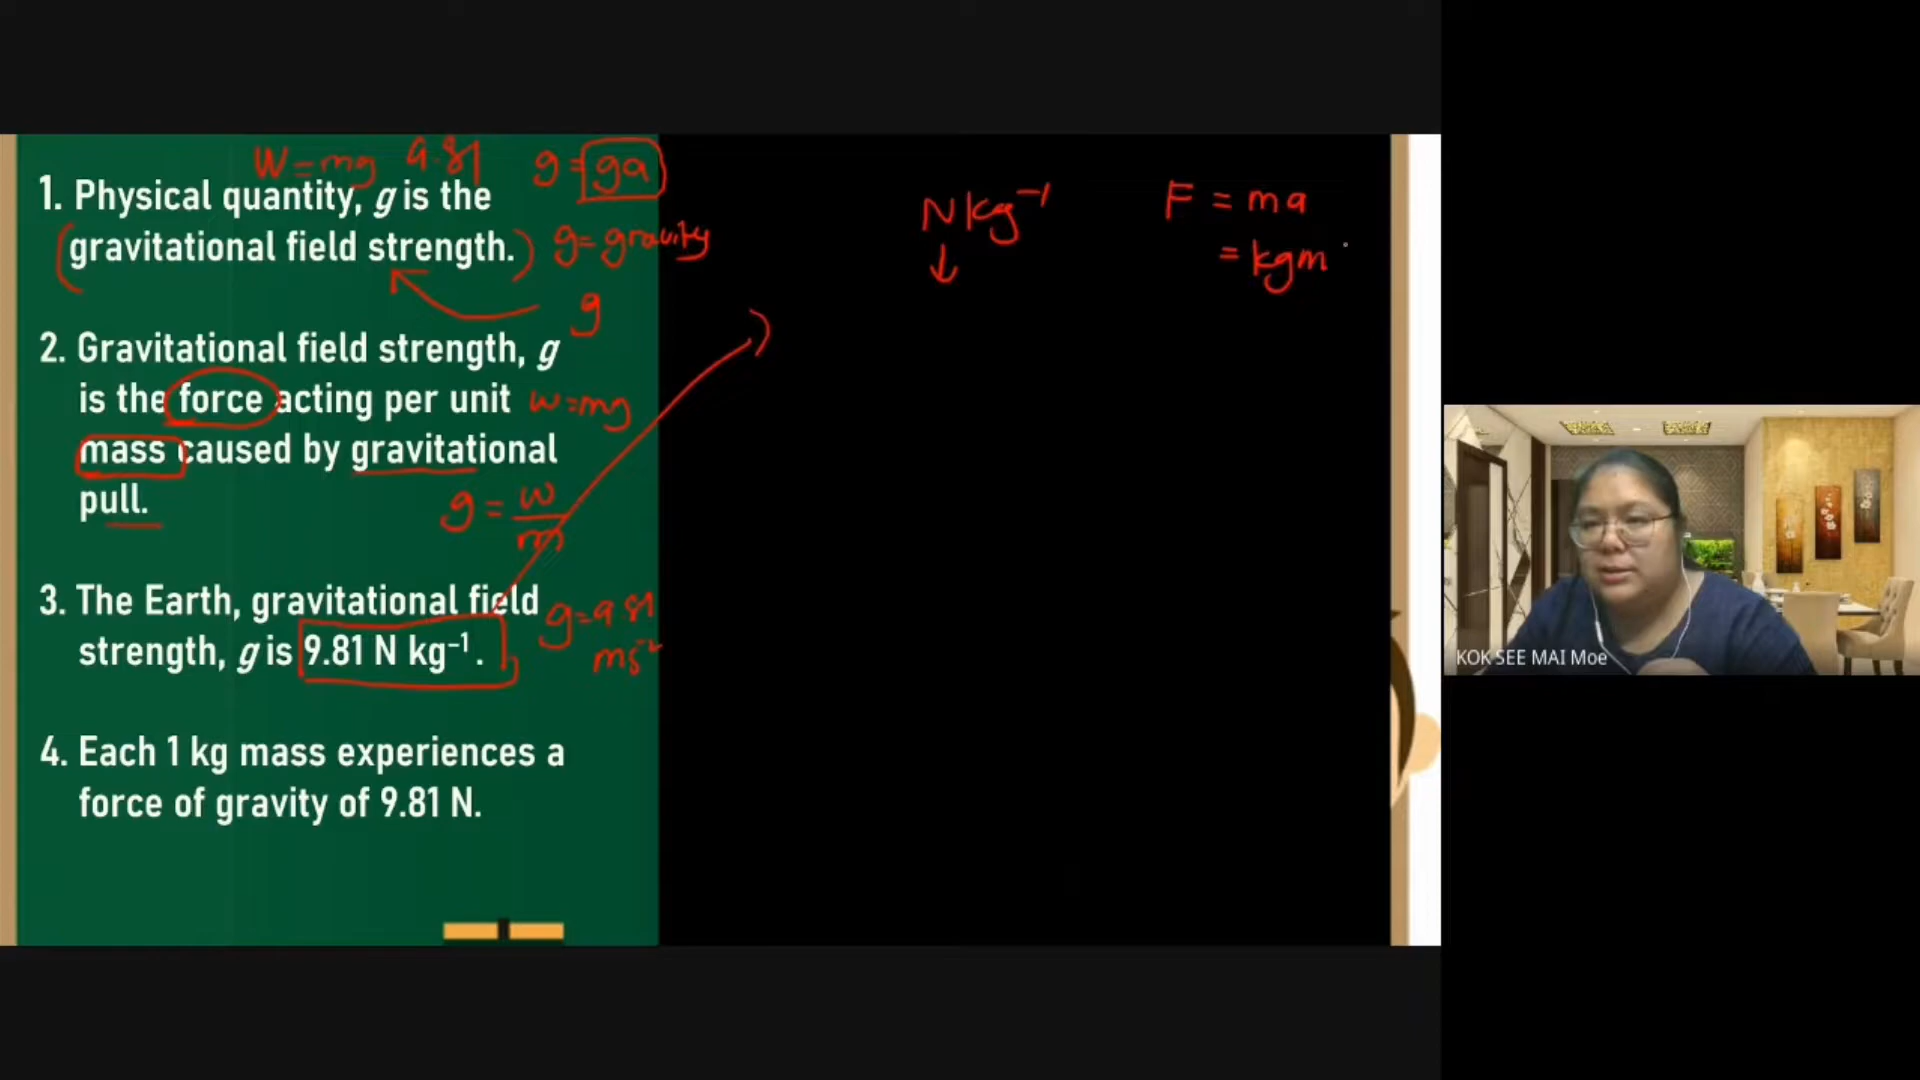 W=mg 9.81 g=ga
1. Physical quantity, g is the
(gravitational field strength.) g=gravity
g
2. Gravitational field strength, g
is the force acting per unit w=mg
mass caused by gravitational
pull.
g = w/m
3. The Earth, gravitational field
strength, g is 9.81 N kg⁻¹.
g=9.81
ms⁻²
4. Each 1 kg mass experiences a
force of gravity of 9.81 N.
N kg⁻¹
↓
F = ma
= kgm
KOK SEE MAI Moe